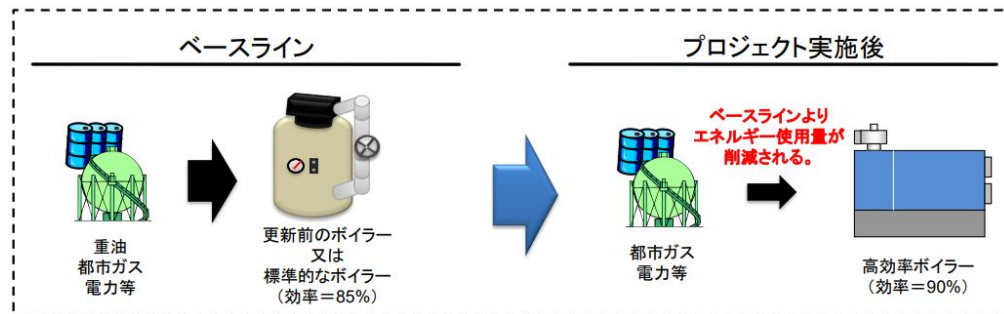 ベースライン
重油
都市ガス
電力等
更新前のボイラー
又は
標準的なボイラー
（効率＝85%）
プロジェクト実施後
都市ガス
電力等
ベースラインより
エネルギー使用量が
削減される。
高効率ボイラー
（効率＝90%）